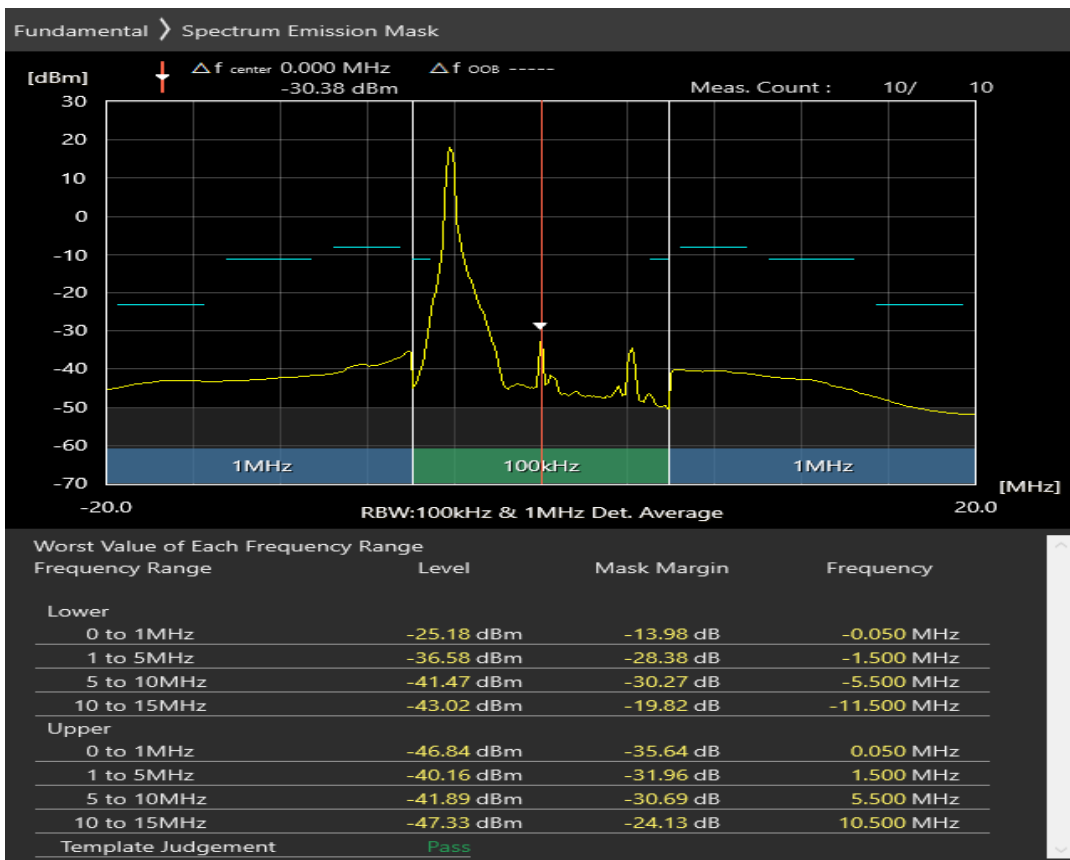 Fundamental ❯ Spectrum Emission Mask
△f center 0.000 MHz △f OOB -----
[dBm] -30.38 dBm Meas. Count : 10/ 10
30
20
10
0
-10
-20
-30
-40
-50
-60
1MHz 100kHz 1MHz
-70
[MHz]
-20.0 RBW:100kHz & 1MHz Det. Average 20.0
Worst Value of Each Frequency Range
Frequency Range Level Mask Margin Frequency
Lower
0 to 1MHz -25.18 dBm -13.98 dB -0.050 MHz
1 to 5MHz -36.58 dBm -28.38 dB -1.500 MHz
5 to 10MHz -41.47 dBm -30.27 dB -5.500 MHz
10 to 15MHz -43.02 dBm -19.82 dB -11.500 MHz
Upper
0 to 1MHz -46.84 dBm -35.64 dB 0.050 MHz
1 to 5MHz -40.16 dBm -31.96 dB 1.500 MHz
5 to 10MHz -41.89 dBm -30.69 dB 5.500 MHz
10 to 15MHz -47.33 dBm -24.13 dB 10.500 MHz
Template Judgement Pass